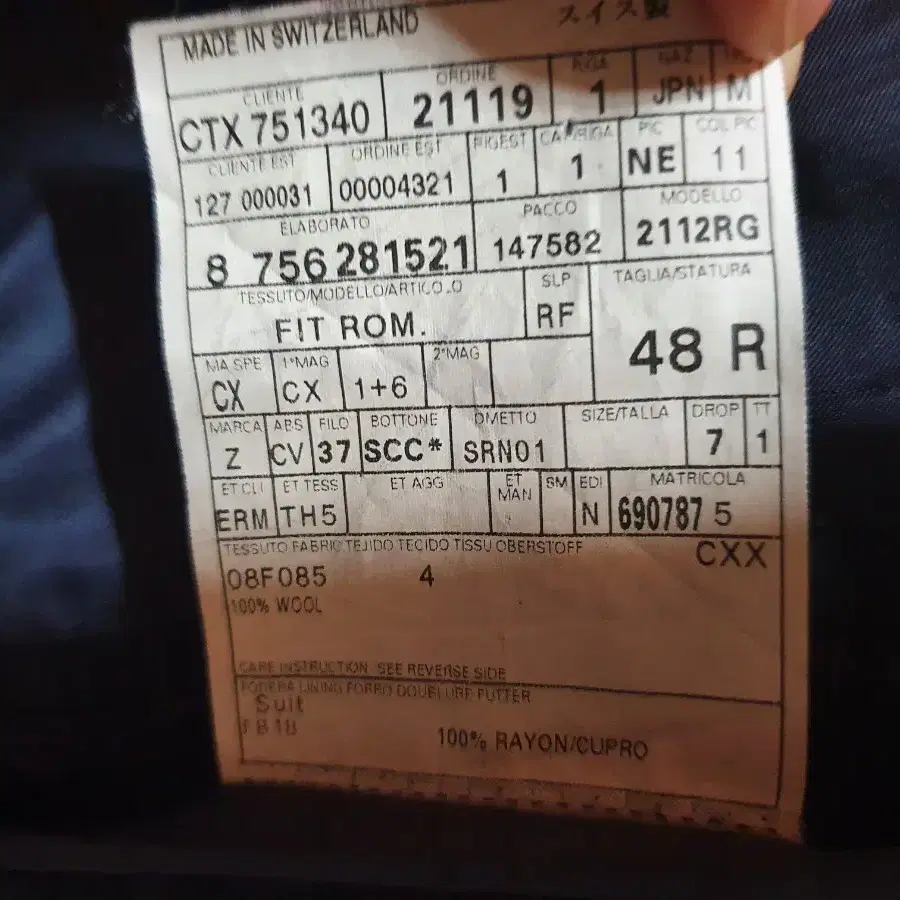 MADE IN SWITZERLAND スイス製
CLIENTE ORDINE RIGA NAZ
CTX 751340 21119 1 JPN M
CLIENTE EST ORDINE EST RIGEST CAPIRIGA PIC COL PIC
127 000031 00004321 1 1 NE 11
ELABORATO PACCO MODELLO
8 756 281521 147582 2112RG
TESSUTO/MODELLO/ARTICOLO SLP TAGLIA/STATURA
FIT ROM. RF 48 R
MA SPE 1°MAG 2°MAG
CX CX 1+6
MARCA ABS FILO BOTTONE OMETTO SIZE/TALLA DROP TT
Z CV 37 SCC* SRN01 7 1
ET CLI ET TESS ET AGG ET MAN SM EDI MATRICOLA
ERM TH5 N 690787 5
TESSUTO FABRIC TEJIDO TECIDO TISSU OBERSTOFF CXX
08F085 4
100% WOOL
CARE INSTRUCTION SEE REVERSE SIDE
FODERA LINING FORRO DOUBLURE FUTTER
Suit
100% RAYON/CUPRO